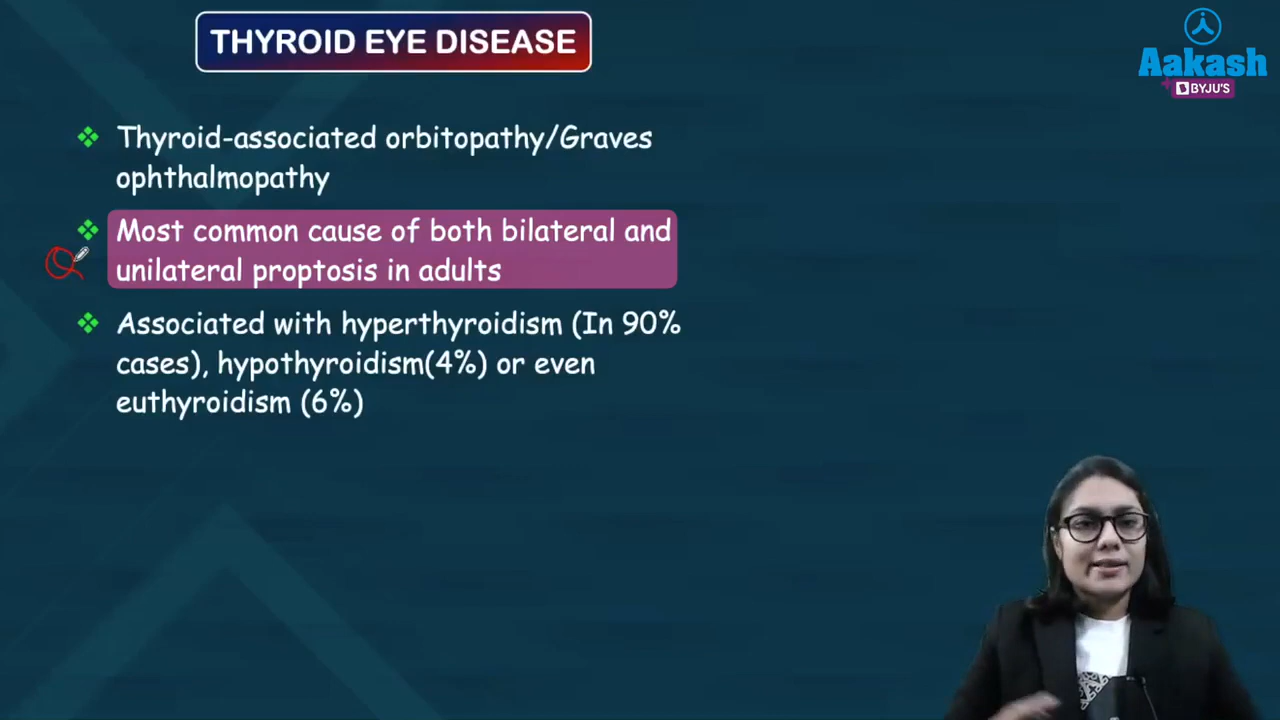 THYROID EYE DISEASE
Aakash
BYJU'S
Thyroid-associated orbitopathy/Graves
ophthalmopathy
Most common cause of both bilateral and
unilateral proptosis in adults
Associated with hyperthyroidism (In 90%
cases), hypothyroidism(4%) or even
euthyroidism (6%)